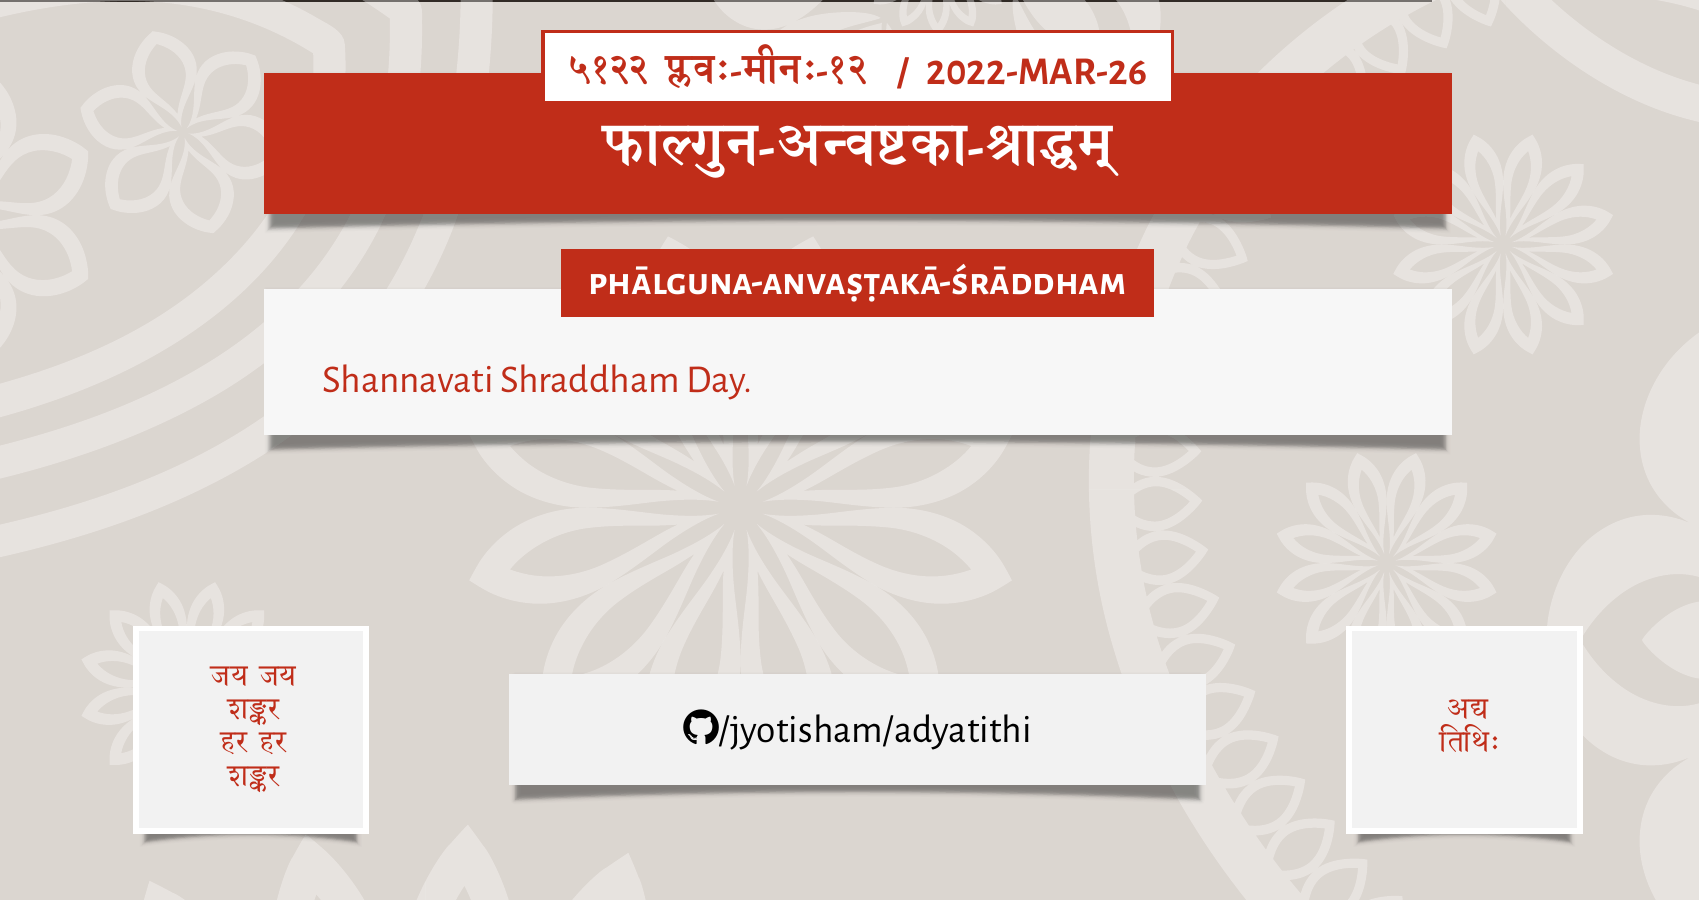 ५१२२ प्लवः-मीनः-१२ / 2022-MAR-26
फाल्गुन-अन्वष्टका-श्राद्धम्
PHĀLGUNA-ANVAṢṬAKĀ-ŚRĀDDHAM
Shannavati Shraddham Day.
जय जय
शङ्कर
हर हर
शङ्कर
/jyotisham/adyatithi
अद्य
तिथिः